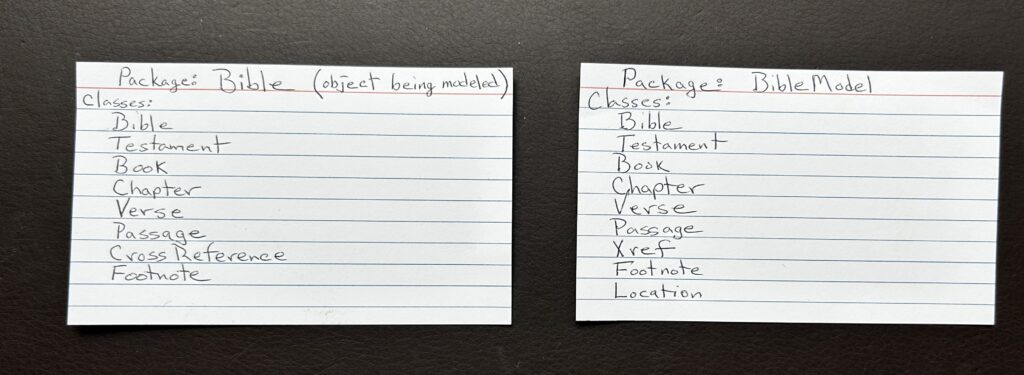 Package: Bible (object being modeled)
Classes:
Bible
Testament
Book
Chapter
Verse
Passage
Cross Reference
Footnote
Package: BibleModel
Classes:
Bible
Testament
Book
Chapter
Verse
Passage
Xref
Footnote
Location